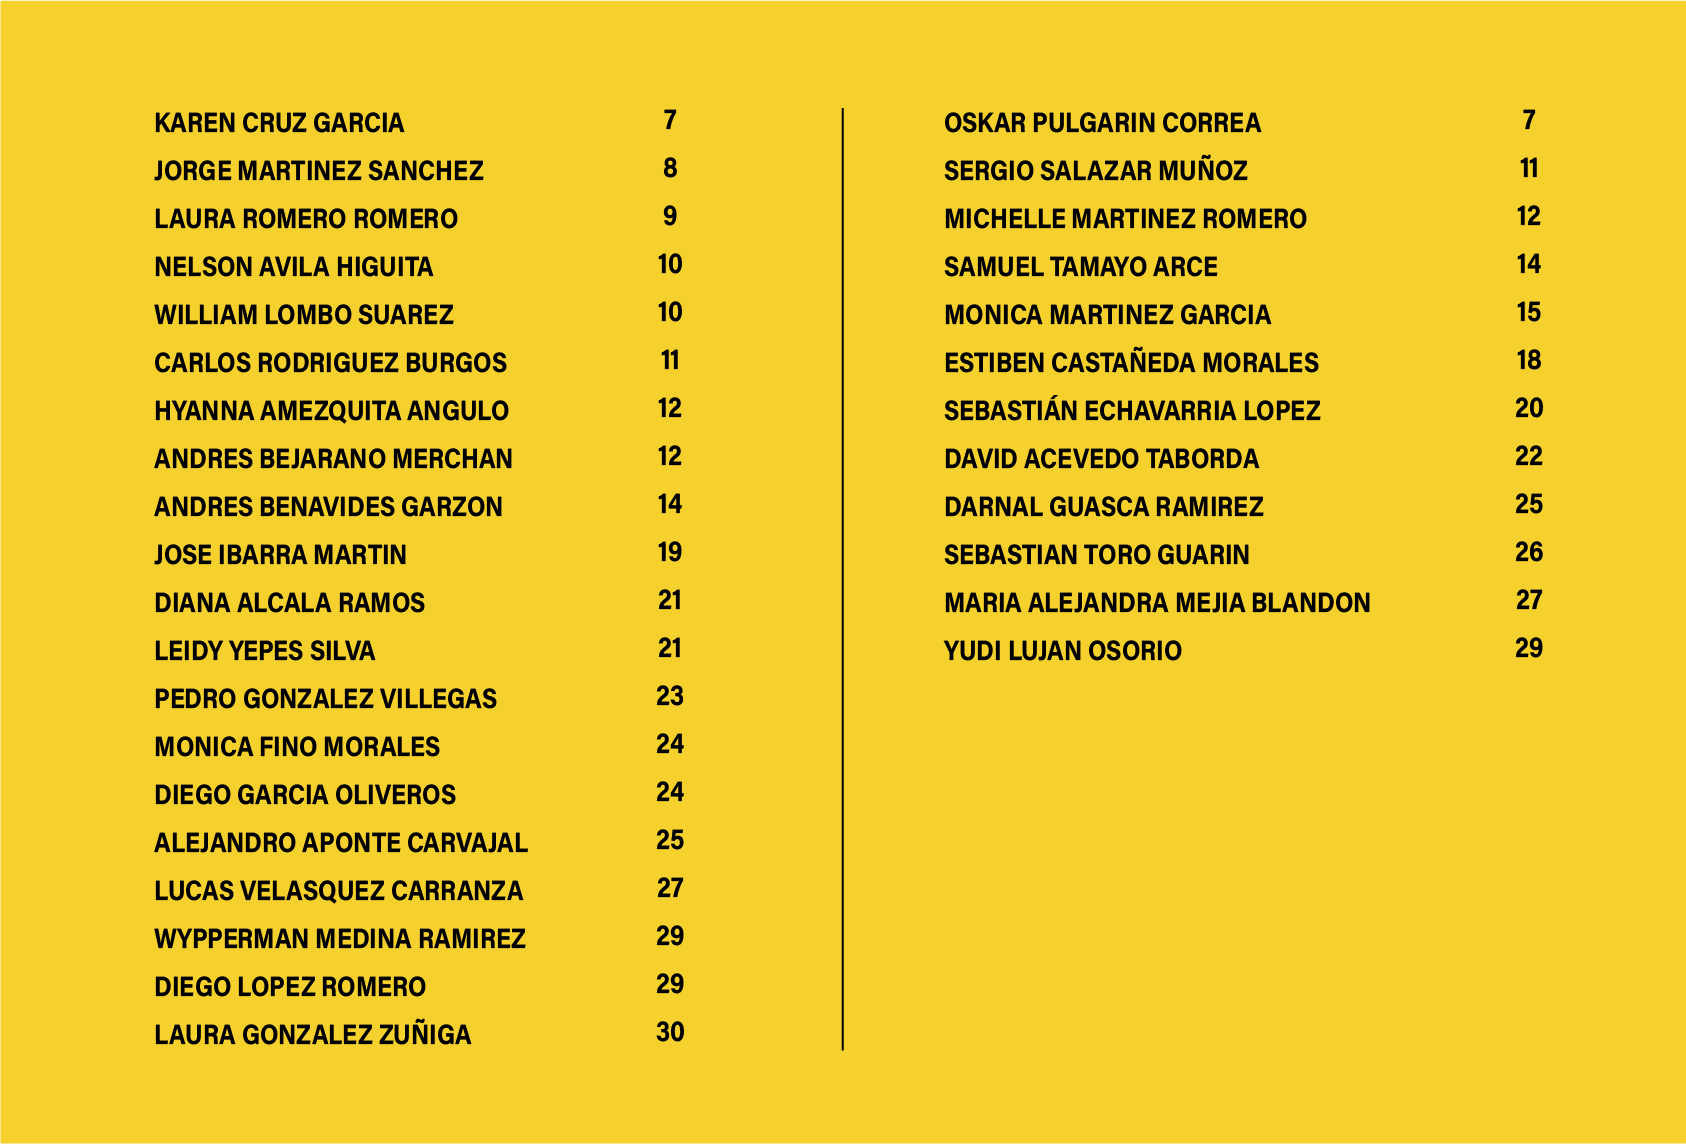 KAREN CRUZ GARCIA 7
JORGE MARTINEZ SANCHEZ 8
LAURA ROMERO ROMERO 9
NELSON AVILA HIGUITA 10
WILLIAM LOMBO SUAREZ 10
CARLOS RODRIGUEZ BURGOS 11
HYANNA AMEZQUITA ANGULO 12
ANDRES BEJARANO MERCHAN 12
ANDRES BENAVIDES GARZON 14
JOSE IBARRA MARTIN 19
DIANA ALCALA RAMOS 21
LEIDY YEPES SILVA 21
PEDRO GONZALEZ VILLEGAS 23
MONICA FINO MORALES 24
DIEGO GARCIA OLIVEROS 24
ALEJANDRO APONTE CARVAJAL 25
LUCAS VELASQUEZ CARRANZA 27
WYPPERMAN MEDINA RAMIREZ 29
DIEGO LOPEZ ROMERO 29
LAURA GONZALEZ ZUÑIGA 30
OSKAR PULGARIN CORREA 7
SERGIO SALAZAR MUÑOZ 11
MICHELLE MARTINEZ ROMERO 12
SAMUEL TAMAYO ARCE 14
MONICA MARTINEZ GARCIA 15
ESTIBEN CASTAÑEDA MORALES 18
SEBASTIÁN ECHAVARRIA LOPEZ 20
DAVID ACEVEDO TABORDA 22
DARNAL GUASCA RAMIREZ 25
SEBASTIAN TORO GUARIN 26
MARIA ALEJANDRA MEJIA BLANDON 27
YUDI LUJAN OSORIO 29